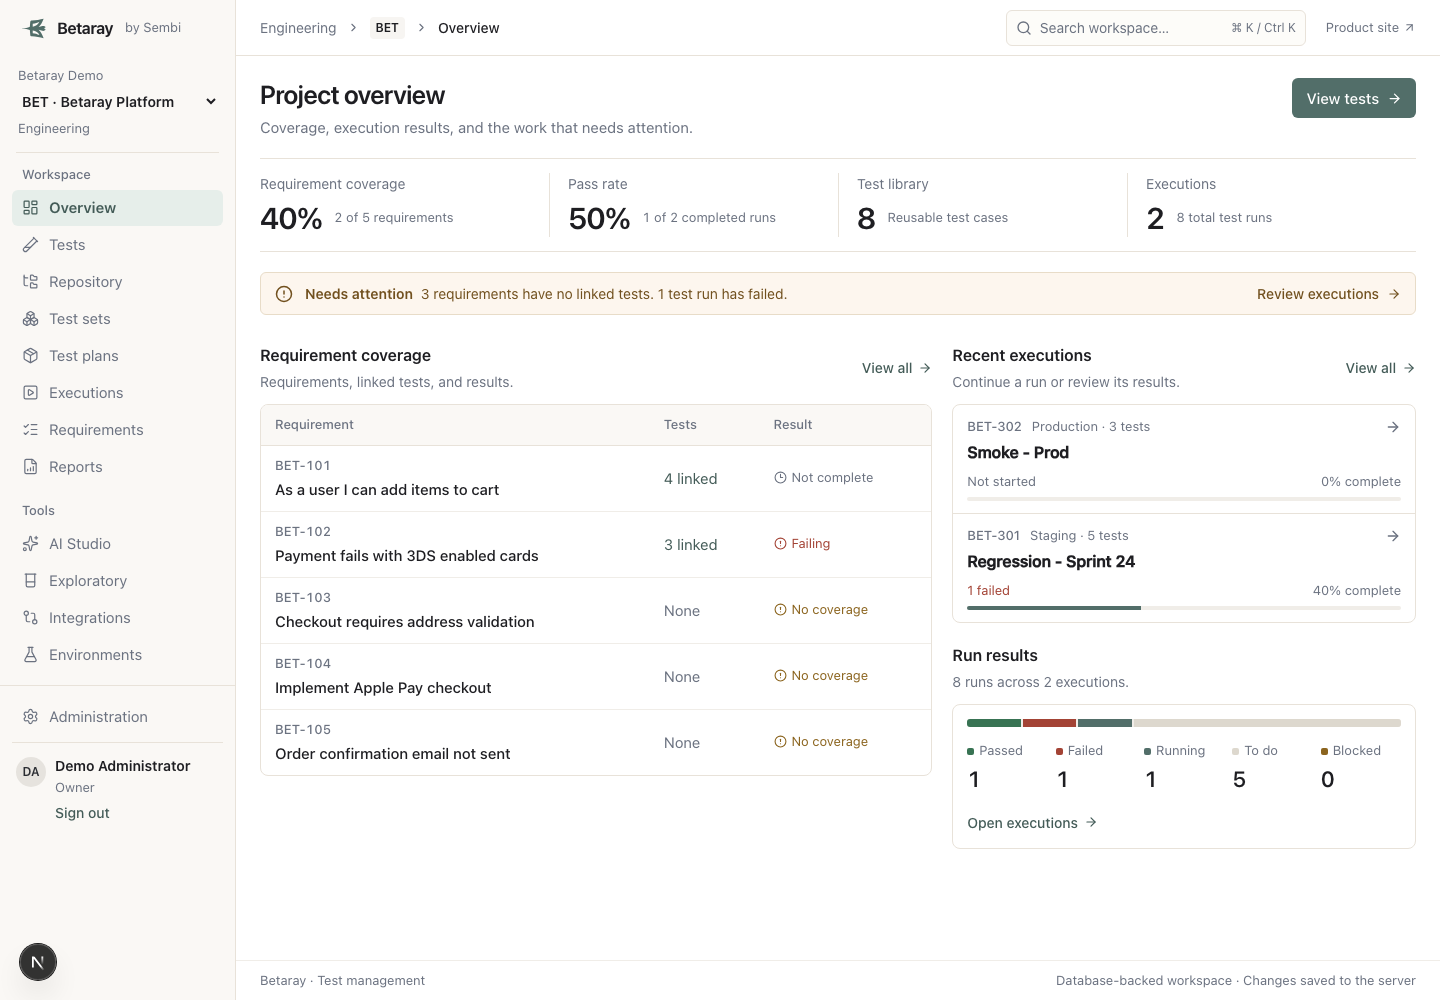 Betaray by Sembi
Betaray Demo
BET · Betaray Platform
Engineering
Workspace
Overview
Tests
Repository
Test sets
Test plans
Executions
Requirements
Reports
Tools
AI Studio
Exploratory
Integrations
Environments
Administration
DA
Demo Administrator
Owner
Sign out
N
Engineering BET Overview
Search workspace... ⌘ K / Ctrl K
Product site
Project overview
Coverage, execution results, and the work that needs attention.
View tests
Requirement coverage
40% 2 of 5 requirements
Pass rate
50% 1 of 2 completed runs
Test library
8 Reusable test cases
Executions
2 8 total test runs
Needs attention 3 requirements have no linked tests. 1 test run has failed.
Review executions
Requirement coverage
Requirements, linked tests, and results.
View all
Requirement Tests Result
BET-101
As a user I can add items to cart
4 linked
Not complete
BET-102
Payment fails with 3DS enabled cards
3 linked
Failing
BET-103
Checkout requires address validation
None
No coverage
BET-104
Implement Apple Pay checkout
None
No coverage
BET-105
Order confirmation email not sent
None
No coverage
Recent executions
Continue a run or review its results.
View all
BET-302 Production · 3 tests
Smoke - Prod
Not started 0% complete
BET-301 Staging · 5 tests
Regression - Sprint 24
1 failed 40% complete
Run results
8 runs across 2 executions.
Passed Failed Running To do Blocked
1 1 1 5 0
Open executions
Betaray · Test management
Database-backed workspace · Changes saved to the server